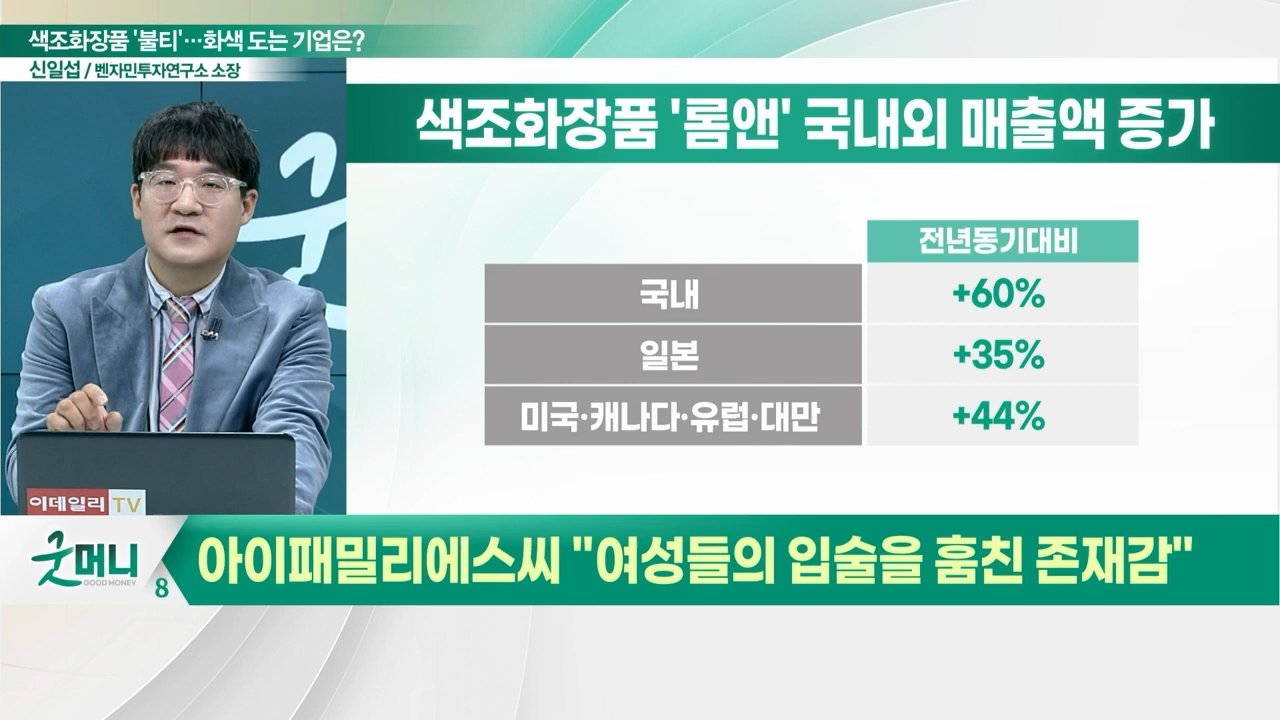 색조화장품 '불티'…화색 도는 기업은?
신일섭 / 벤자민투자연구소 소장
색조화장품 '롬앤' 국내외 매출액 증가
전년동기대비
국내 +60%
일본 +35%
미국·캐나다·유럽·대만 +44%
이데일리 TV
굿머니
GOOD MONEY
8
아이패밀리에스씨 "여성들의 입술을 훔친 존재감"